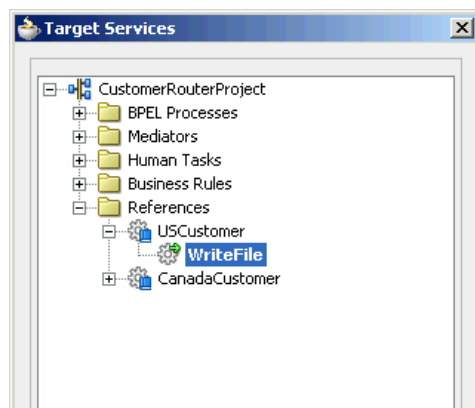 Target Services
CustomerRouterProject
BPEL Processes
Mediators
Human Tasks
Business Rules
References
USCustomer
WriteFile
CanadaCustomer